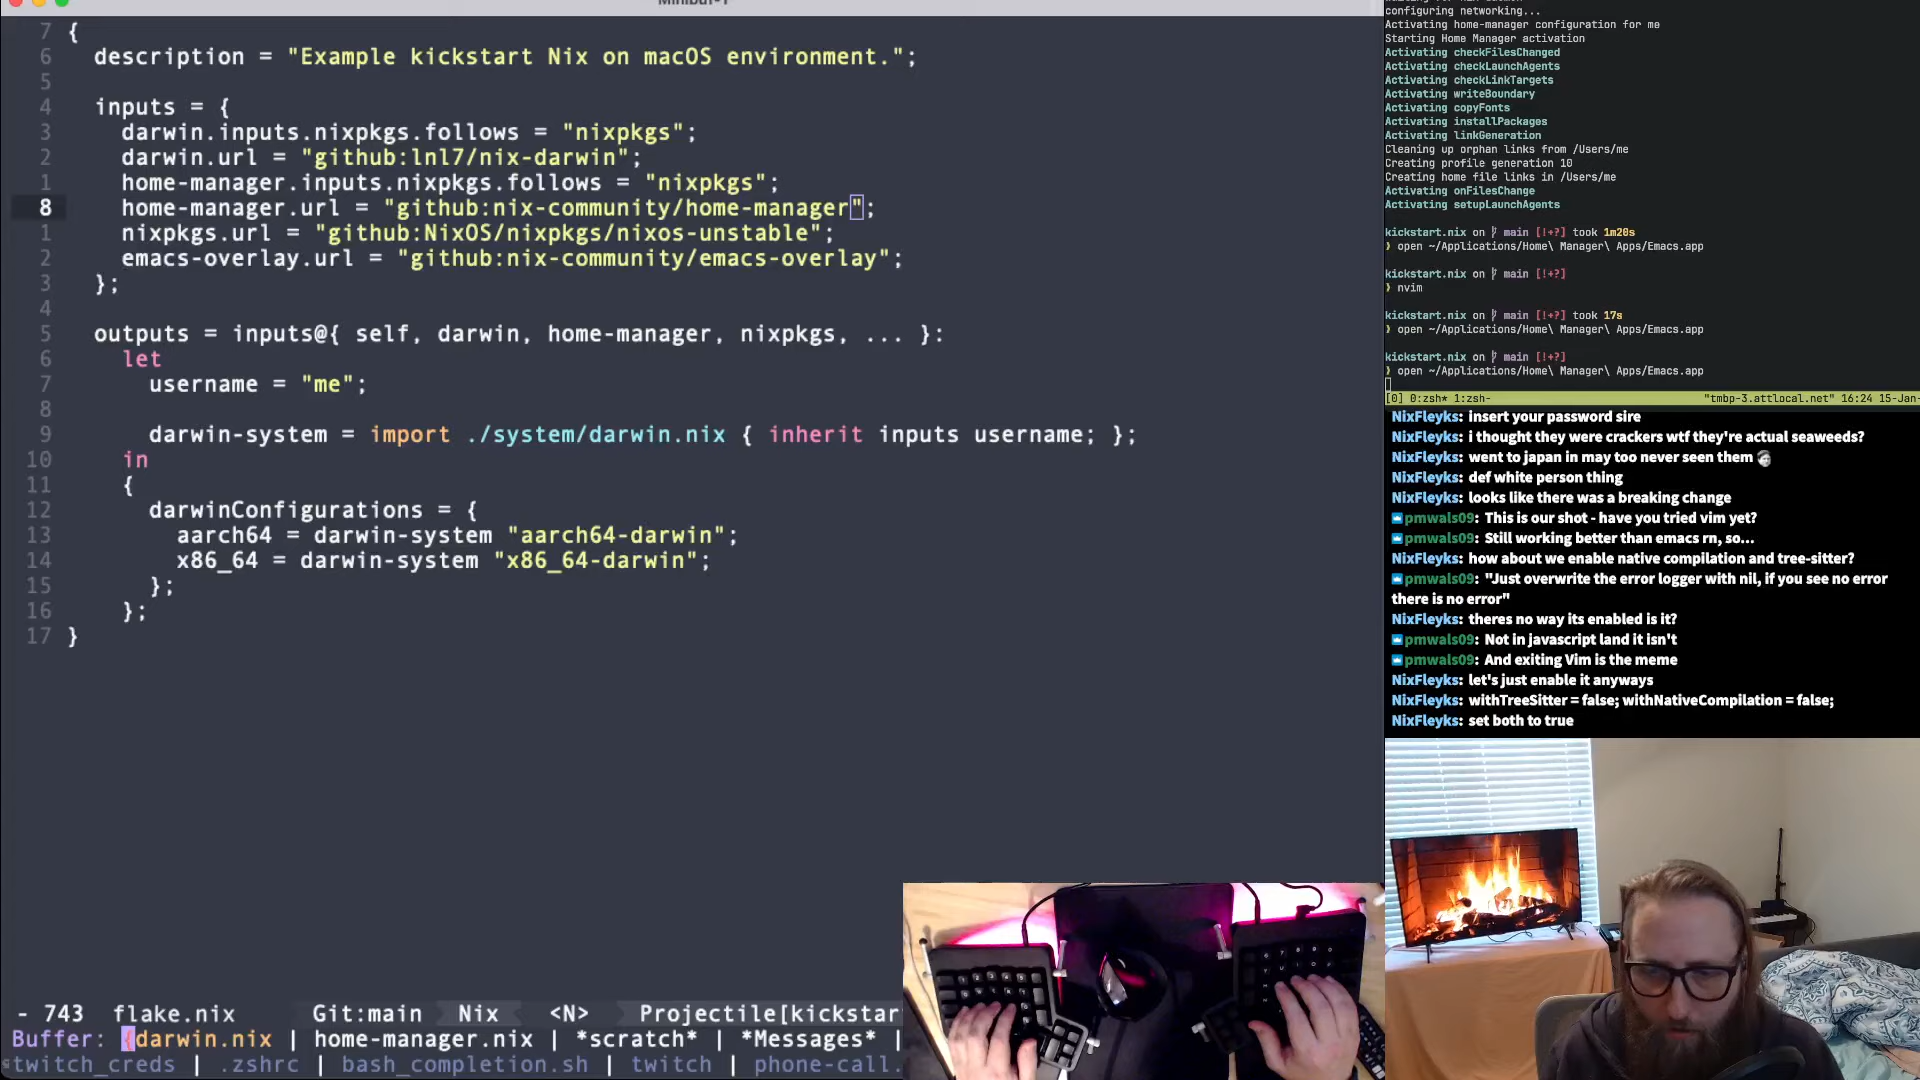 7 {
6 description = "Example kickstart Nix on macOS environment.";
5
4 inputs = {
3 darwin.inputs.nixpkgs.follows = "nixpkgs";
2 darwin.url = "github:lnl7/nix-darwin";
1 home-manager.inputs.nixpkgs.follows = "nixpkgs";
8 home-manager.url = "github:nix-community/home-manager";
1 nixpkgs.url = "github:NixOS/nixpkgs/nixos-unstable";
2 emacs-overlay.url = "github:nix-community/emacs-overlay";
3 };
4
5 outputs = inputs@{ self, darwin, home-manager, nixpkgs, ... }:
6 let
7 username = "me";
8
9 darwin-system = import ./system/darwin.nix { inherit inputs username; };
10 in
11 {
12 darwinConfigurations = {
13 aarch64 = darwin-system "aarch64-darwin";
14 x86_64 = darwin-system "x86_64-darwin";
15 };
16 };
17 }
- 743 flake.nix Git:main Nix <N> Projectile[kickstar
Buffer: {darwin.nix | home-manager.nix | *scratch* | *Messages* |
*twitch_creds | .zshrc | bash_completion.sh | twitch | phone-call.
configuring networking...
Activating home-manager configuration for me
Starting Home Manager activation
Activating checkFilesChanged
Activating checkLaunchAgents
Activating checkLinkTargets
Activating writeBoundary
Activating copyFonts
Activating installPackages
Activating linkGeneration
Cleaning up orphan links from /Users/me
Creating profile generation 10
Creating home file links in /Users/me
Activating onFilesChange
Activating setupLaunchAgents
kickstart.nix on main [!+?] took 1m20s
❯ open ~/Applications/Home\ Manager\ Apps/Emacs.app
kickstart.nix on main [!+?]
❯ nvim
kickstart.nix on main [!+?] took 17s
❯ open ~/Applications/Home\ Manager\ Apps/Emacs.app
kickstart.nix on main [!+?]
❯ open ~/Applications/Home\ Manager\ Apps/Emacs.app
[0] 0:zsh* 1:zsh- "tmbp-3.attlocal.net" 16:24 15-Jan-
NixFleyks: insert your password sire
NixFleyks: i thought they were crackers wtf they're actual seaweeds?
NixFleyks: went to japan in may too never seen them
NixFleyks: def white person thing
NixFleyks: looks like there was a breaking change
pmwals09: This is our shot - have you tried vim yet?
pmwals09: Still working better than emacs rn, so...
NixFleyks: how about we enable native compilation and tree-sitter?
pmwals09: "Just overwrite the error logger with nil, if you see no error
there is no error"
NixFleyks: theres no way its enabled is it?
pmwals09: Not in javascript land it isn't
pmwals09: And exiting Vim is the meme
NixFleyks: let's just enable it anyways
NixFleyks: withTreeSitter = false; withNativeCompilation = false;
NixFleyks: set both to true